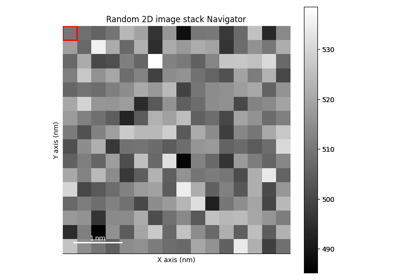 Random 2D image stack Navigator
530
520
510
500
490
Y axis (nm)
1 nm
X axis (nm)